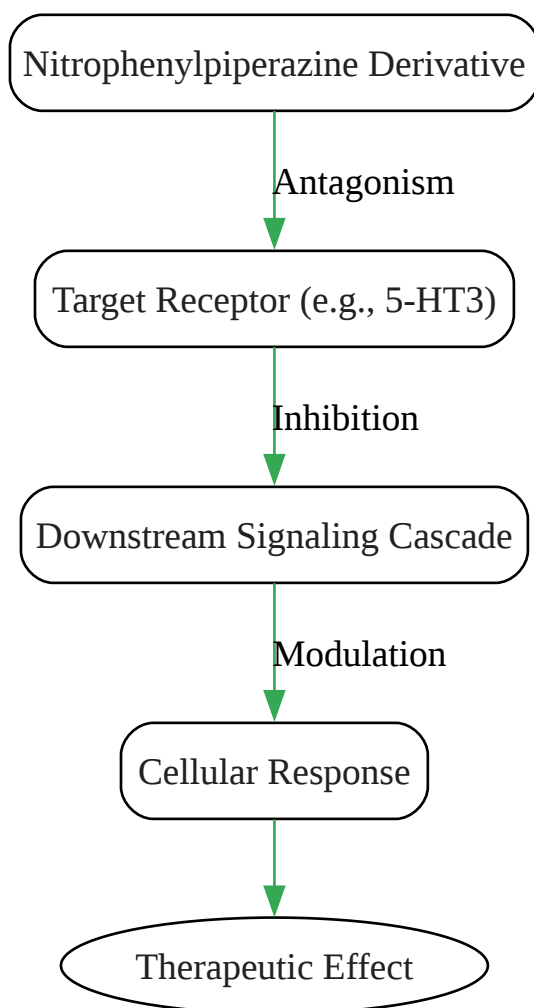 Nitrophenylpiperazine Derivative
Antagonism
Target Receptor (e.g., 5-HT3)
Inhibition
Downstream Signaling Cascade
Modulation
Cellular Response
Therapeutic Effect